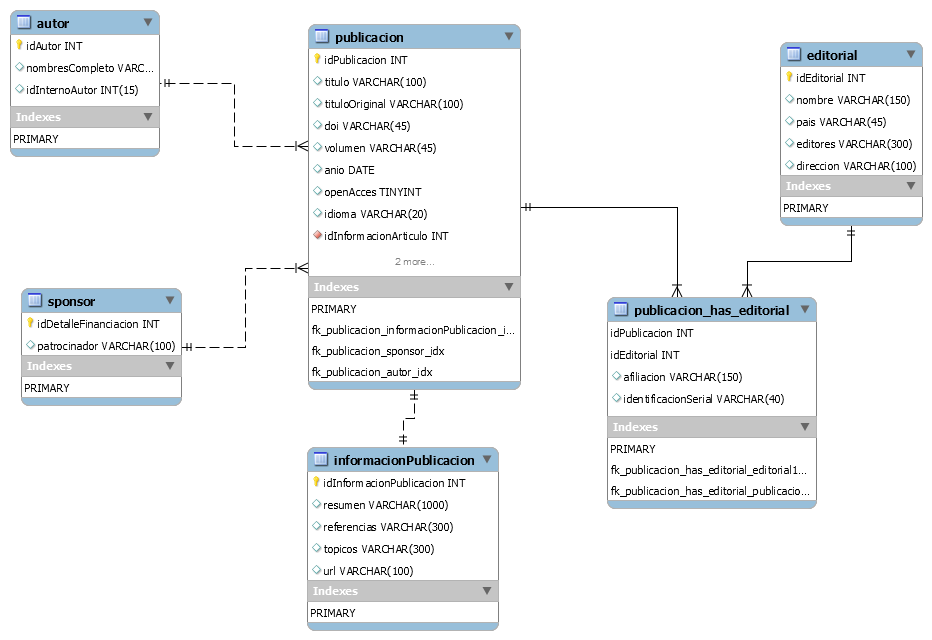 autor
idAutor INT
nombresCompleto VARC...
idInternoAutor INT(15)
Indexes
PRIMARY
publicacion
idPublicacion INT
titulo VARCHAR(100)
tituloOriginal VARCHAR(100)
doi VARCHAR(45)
volumen VARCHAR(45)
anio DATE
openAcces TINYINT
idioma VARCHAR(20)
idInformacionArticulo INT
2 more...
Indexes
PRIMARY
fk_publicacion_informacionPublicacion_i...
fk_publicacion_sponsor_idx
fk_publicacion_autor_idx
editorial
idEditorial INT
nombre VARCHAR(150)
pais VARCHAR(45)
editores VARCHAR(300)
direccion VARCHAR(100)
Indexes
PRIMARY
sponsor
idDetalleFinanciacion INT
patrocinador VARCHAR(100)
Indexes
PRIMARY
publicacion_has_editorial
idPublicacion INT
idEditorial INT
afiliacion VARCHAR(150)
identificacionSerial VARCHAR(40)
Indexes
PRIMARY
fk_publicacion_has_editorial_editorial1...
fk_publicacion_has_editorial_publicacio...
informacionPublicacion
idInformacionPublicacion INT
resumen VARCHAR(1000)
referencias VARCHAR(300)
topicos VARCHAR(300)
url VARCHAR(100)
Indexes
PRIMARY